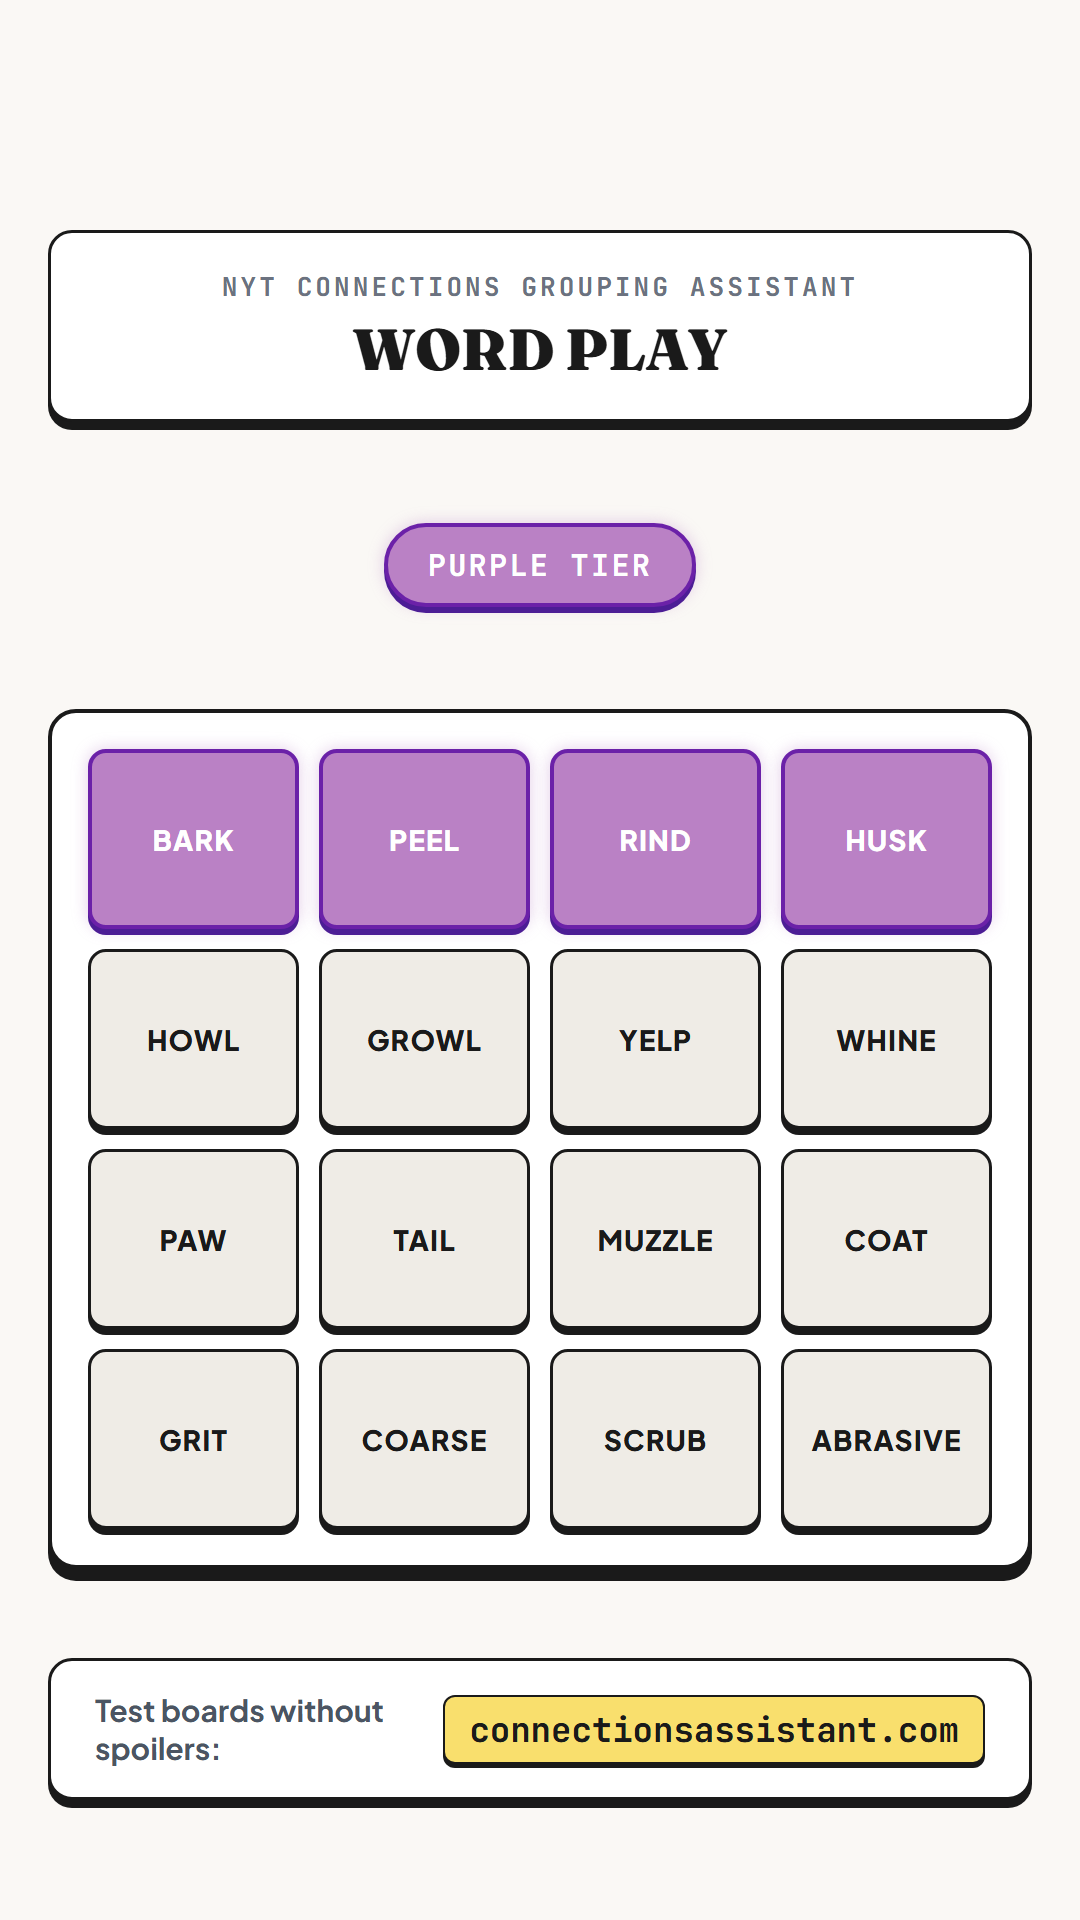 NYT CONNECTIONS GROUPING ASSISTANT
WORD PLAY
PURPLE TIER
BARK PEEL RIND HUSK
HOWL GROWL YELP WHINE
PAW TAIL MUZZLE COAT
GRIT COARSE SCRUB ABRASIVE
Test boards without
spoilers:
connectionsassistant.com